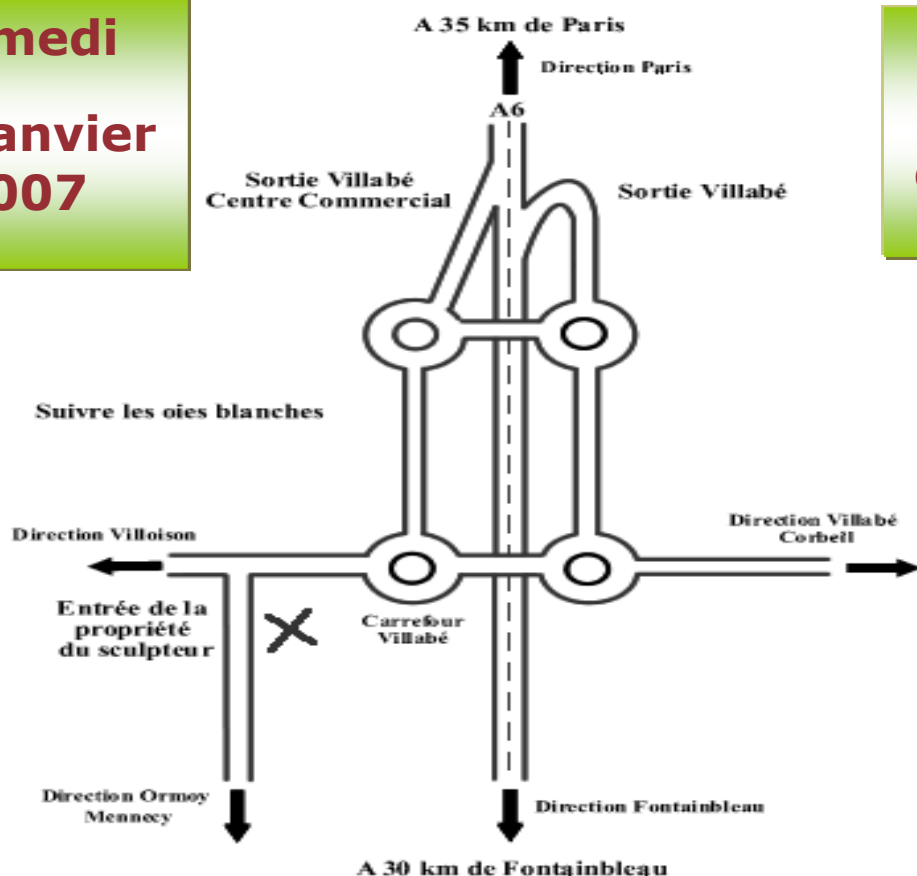 medi
anvier
007
A 35 km de Paris
Direction Paris
A6
Sortie Villabé
Centre Commercial
Sortie Villabé
Suivre les oies blanches
Direction Villoison
Direction Villabé
Corbeil
Entrée de la
propriété
du sculpteur
Carrefour
Villabé
Direction Ormoy
Mennecy
Direction Fontainbleau
A 30 km de Fontainbleau